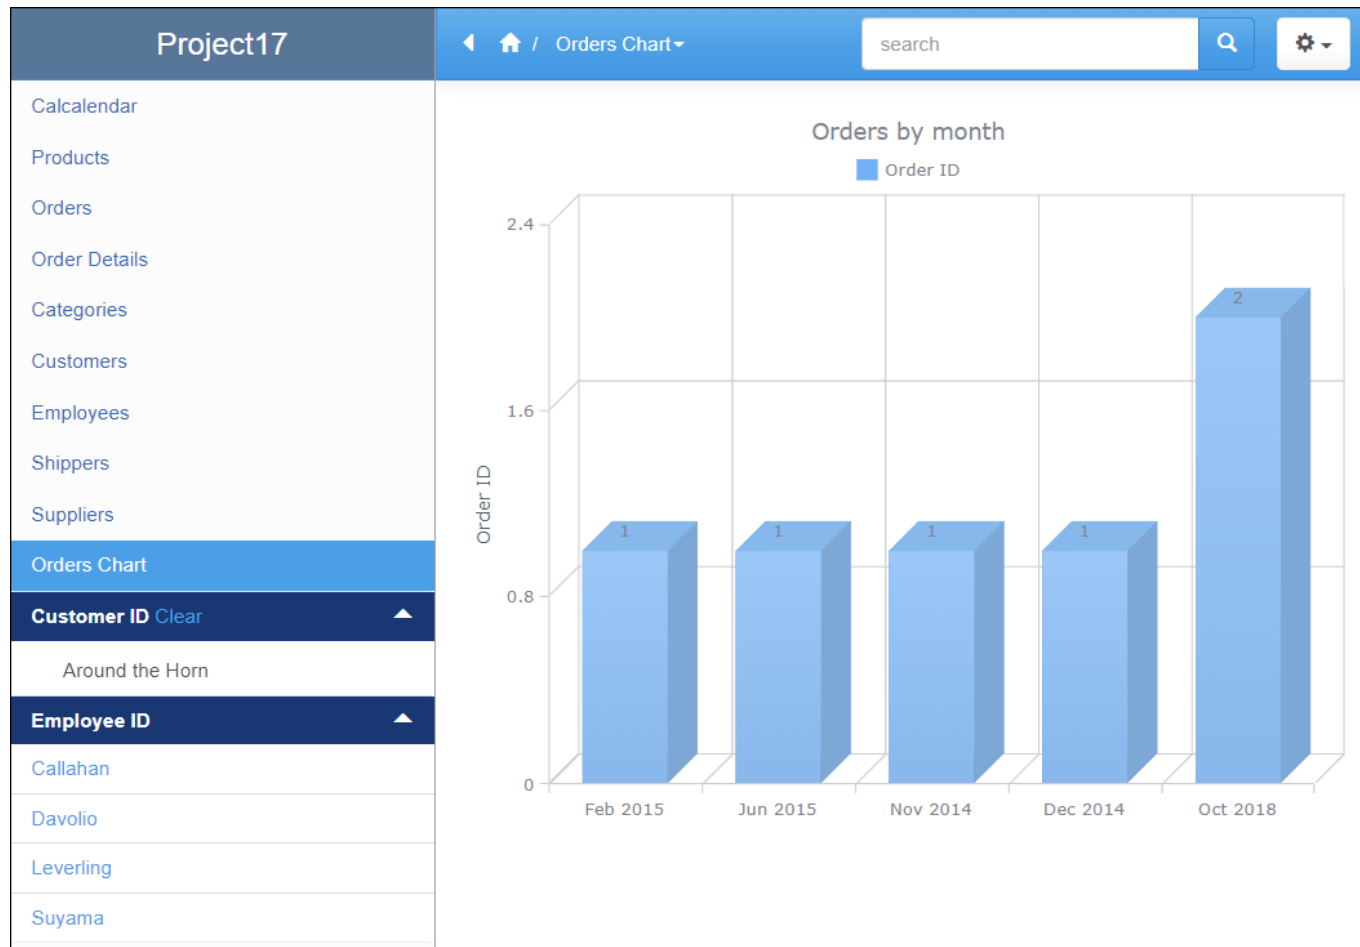 Project17
Calcalendar
Products
Orders
Order Details
Categories
Customers
Employees
Shippers
Suppliers
Orders Chart
Customer ID Clear
Around the Horn
Employee ID
Callahan
Davolio
Leverling
Suyama
/ Orders Chart
search
Orders by month
Order ID
2.4
1.6
0.8
0
Order ID
1
1
1
1
2
Feb 2015
Jun 2015
Nov 2014
Dec 2014
Oct 2018